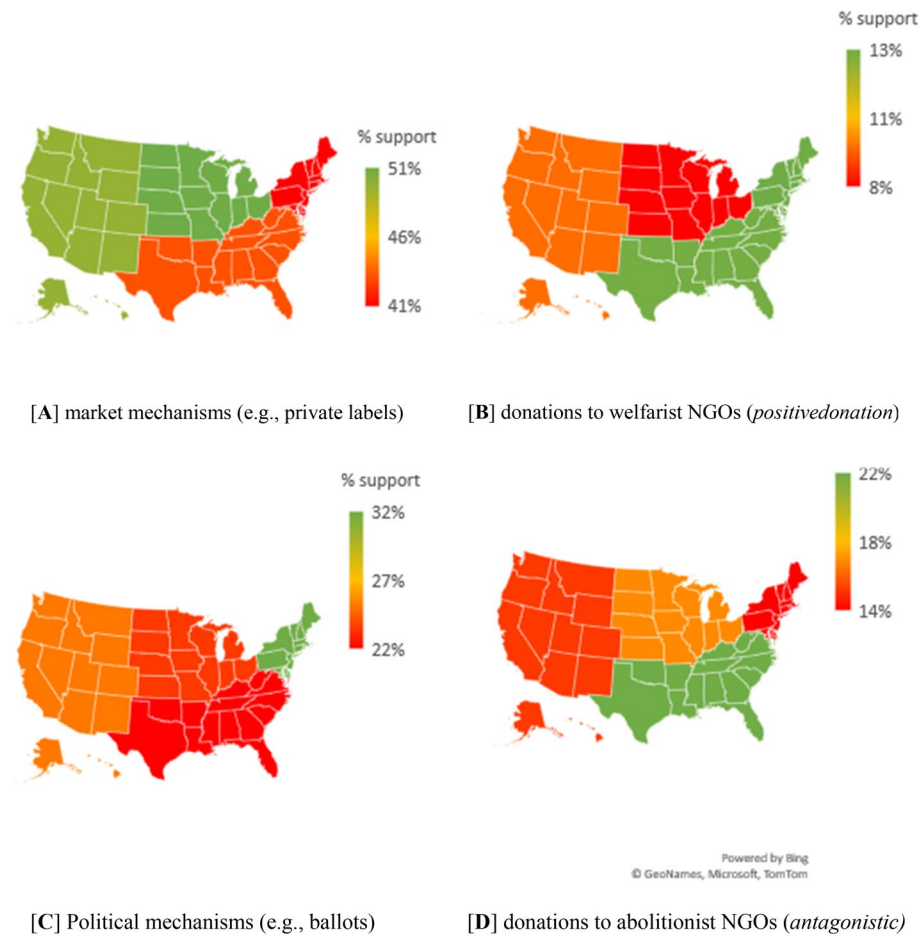 % support
51%
46%
41%
[A] market mechanisms (e.g., private labels)
% support
13%
11%
8%
[B] donations to welfarist NGOs (positivedonation)
% support
32%
27%
22%
[C] Political mechanisms (e.g., ballots)
22%
18%
14%
Powered by Bing
© GeoNames, Microsoft, TomTom
[D] donations to abolitionist NGOs (antagonistic)